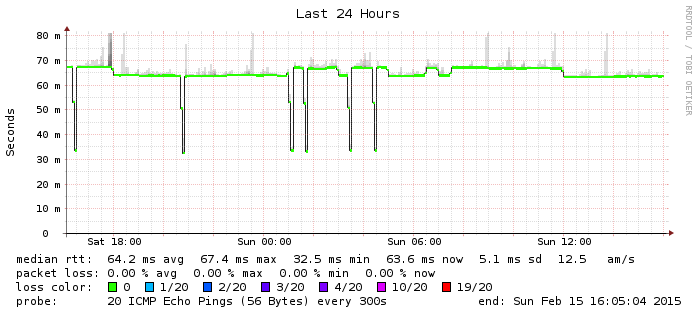 Last 24 Hours
RRDTOOL / TOBI OETIKER
Seconds
80 m
70 m
60 m
50 m
40 m
30 m
20 m
10 m
0
Sat 18:00 Sun 00:00 Sun 06:00 Sun 12:00
median rtt: 64.2 ms avg 67.4 ms max 32.5 ms min 63.6 ms now 5.1 ms sd 12.5 am/s
packet loss: 0.00 % avg 0.00 % max 0.00 % min 0.00 % now
loss color: 0 1/20 2/20 3/20 4/20 10/20 19/20
probe: 20 ICMP Echo Pings (56 Bytes) every 300s end: Sun Feb 15 16:05:04 2015